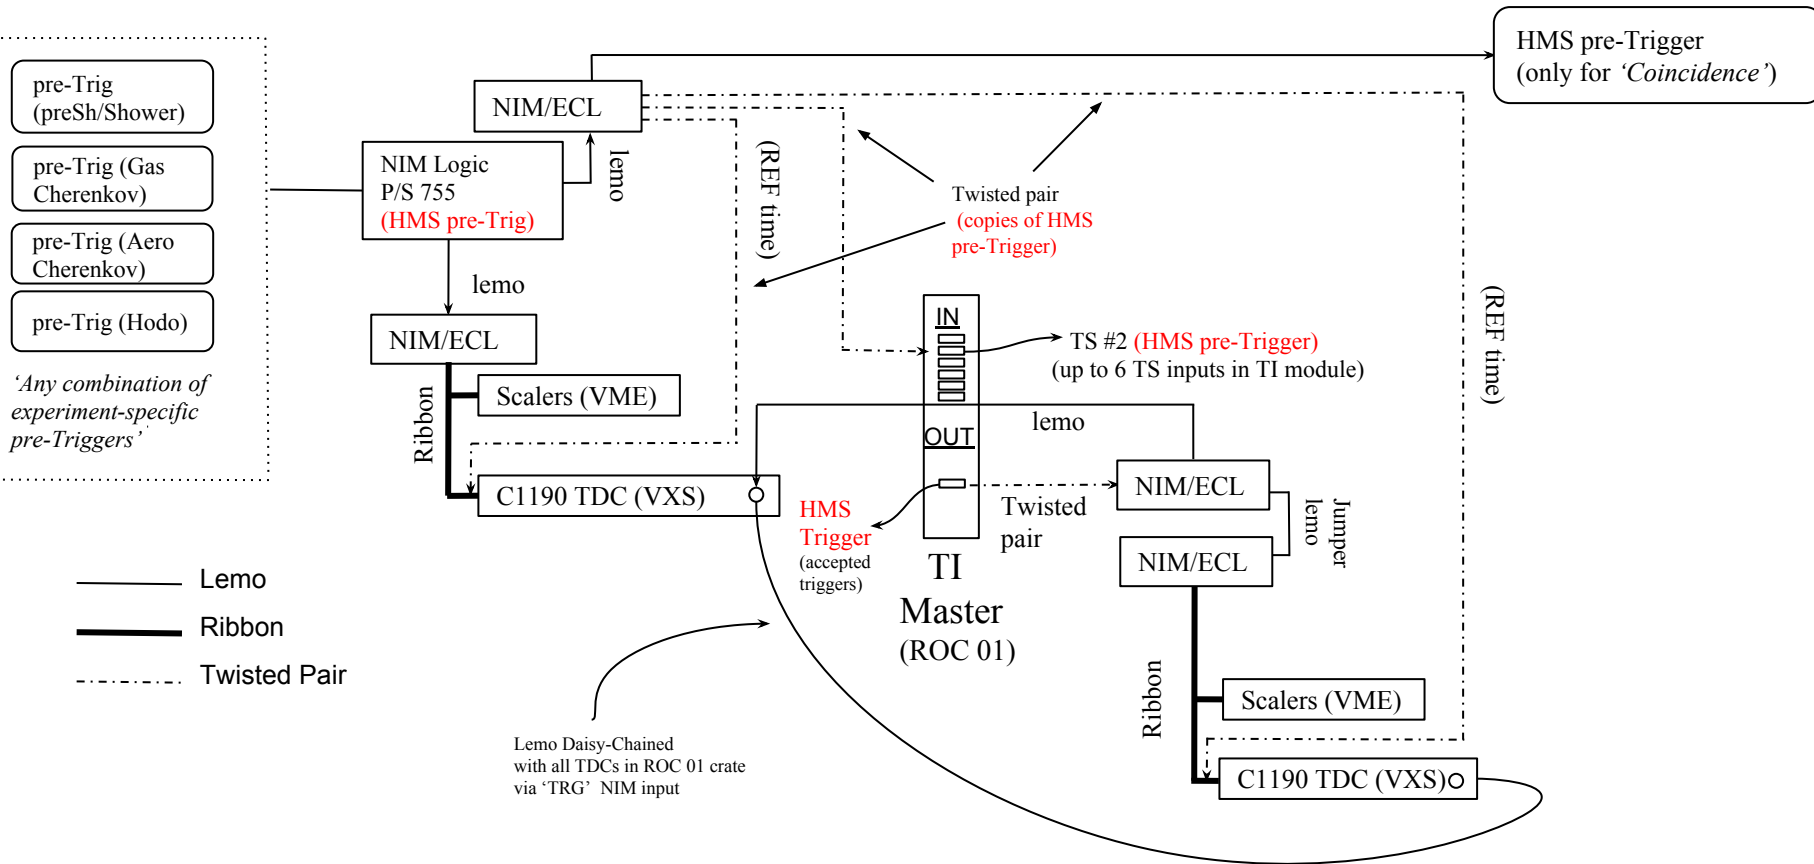 pre-Trig
(preSh/Shower)
pre-Trig (Gas
Cherenkov)
pre-Trig (Aero
Cherenkov)
pre-Trig (Hodo)
‘Any combination of
experiment-specific
pre-Triggers’
NIM Logic
P/S 755
(HMS pre-Trig)
NIM/ECL
lemo
lemo
NIM/ECL
Ribbon
Scalers (VME)
C1190 TDC (VXS)
(REF time)
HMS pre-Trigger
(only for ‘Coincidence’)
Twisted pair
(copies of HMS
pre-Trigger)
(REF time)
IN
TS #2 (HMS pre-Trigger)
(up to 6 TS inputs in TI module)
lemo
OUT
HMS
Trigger
(accepted
triggers)
Twisted
pair
TI
Master
(ROC 01)
NIM/ECL
Jumper
lemo
NIM/ECL
Ribbon
Scalers (VME)
C1190 TDC (VXS)
Lemo
Ribbon
Twisted Pair
Lemo Daisy-Chained
with all TDCs in ROC 01 crate
via ‘TRG’ NIM input